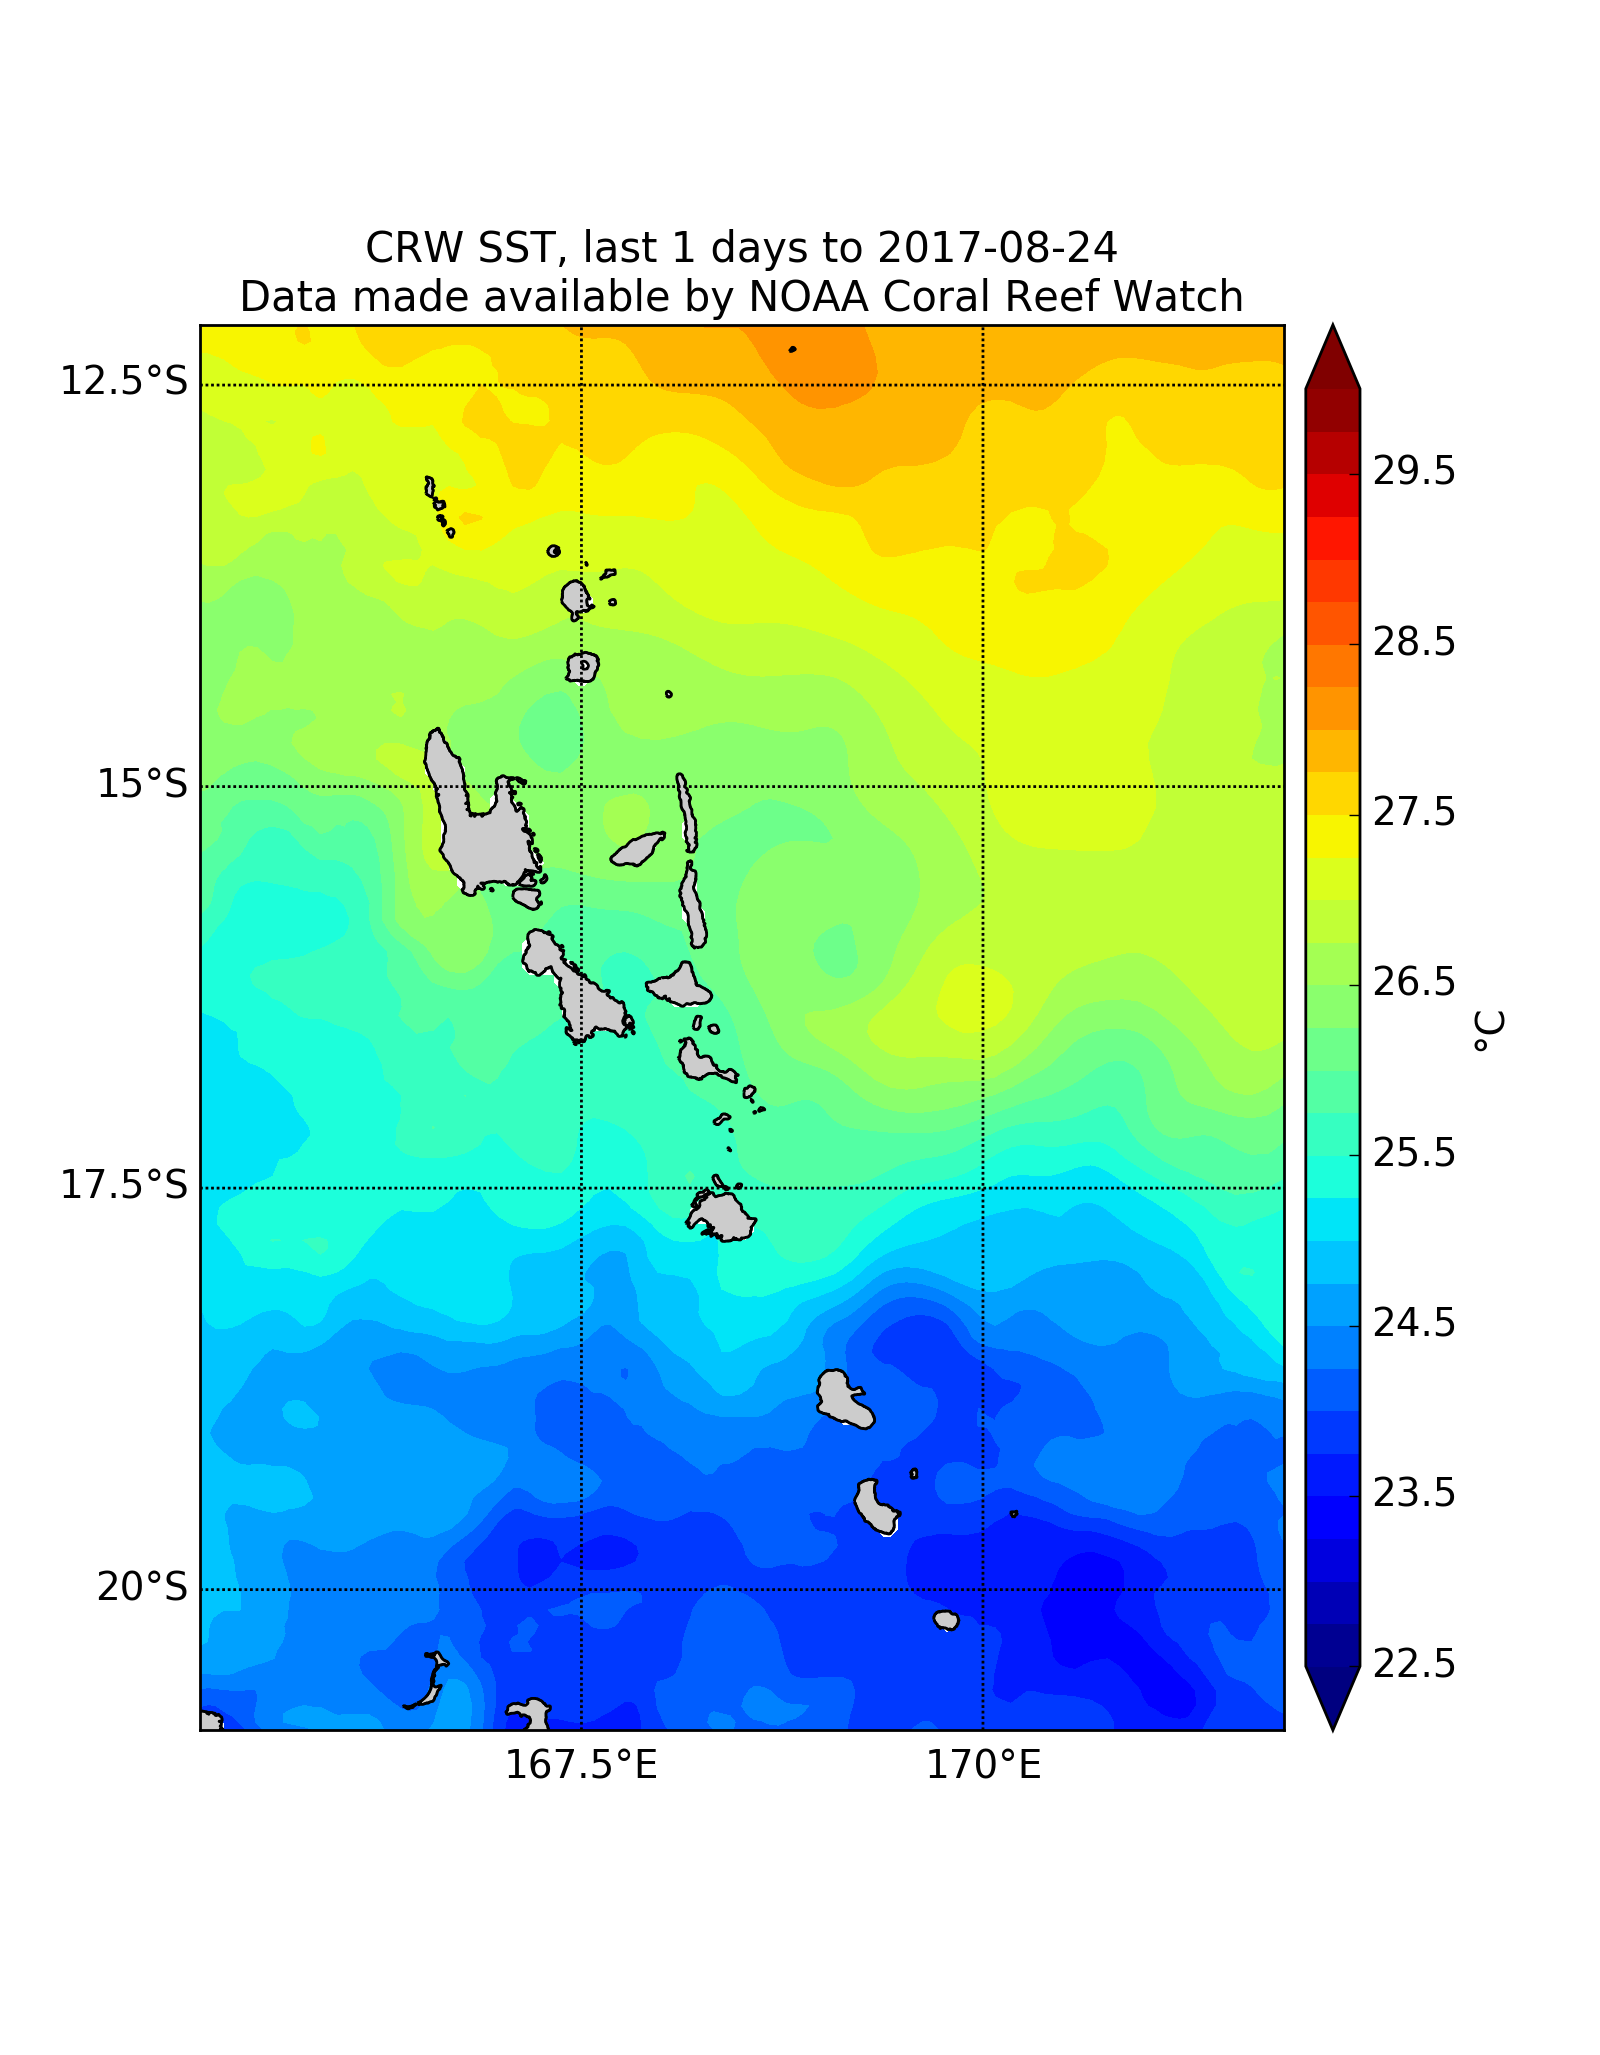 CRW SST, last 1 days to 2017-08-24
Data made available by NOAA Coral Reef Watch
12.5°S
15°S
17.5°S
20°S
167.5°E
170°E
29.5
28.5
27.5
26.5
25.5
24.5
23.5
22.5
°C